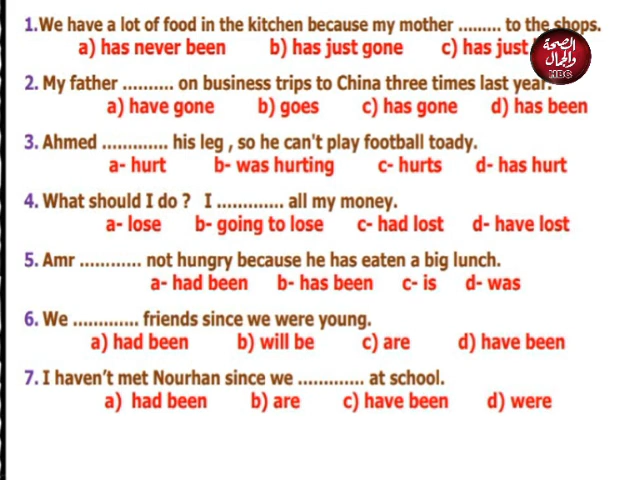 1.We have a lot of food in the kitchen because my mother ......... to the shops.
a) has never been b) has just gone c) has just
الصحة
والجمال
MBC
2. My father .......... on business trips to China three times last year.
a) have gone b) goes c) has gone d) has been
3. Ahmed ............. his leg , so he can't play football toady.
a- hurt b- was hurting c- hurts d- has hurt
4. What should I do ? I ............. all my money.
a- lose b- going to lose c- had lost d- have lost
5. Amr ............ not hungry because he has eaten a big lunch.
a- had been b- has been c- is d- was
6. We ............. friends since we were young.
a) had been b) will be c) are d) have been
7. I haven't met Nourhan since we ............. at school.
a) had been b) are c) have been d) were